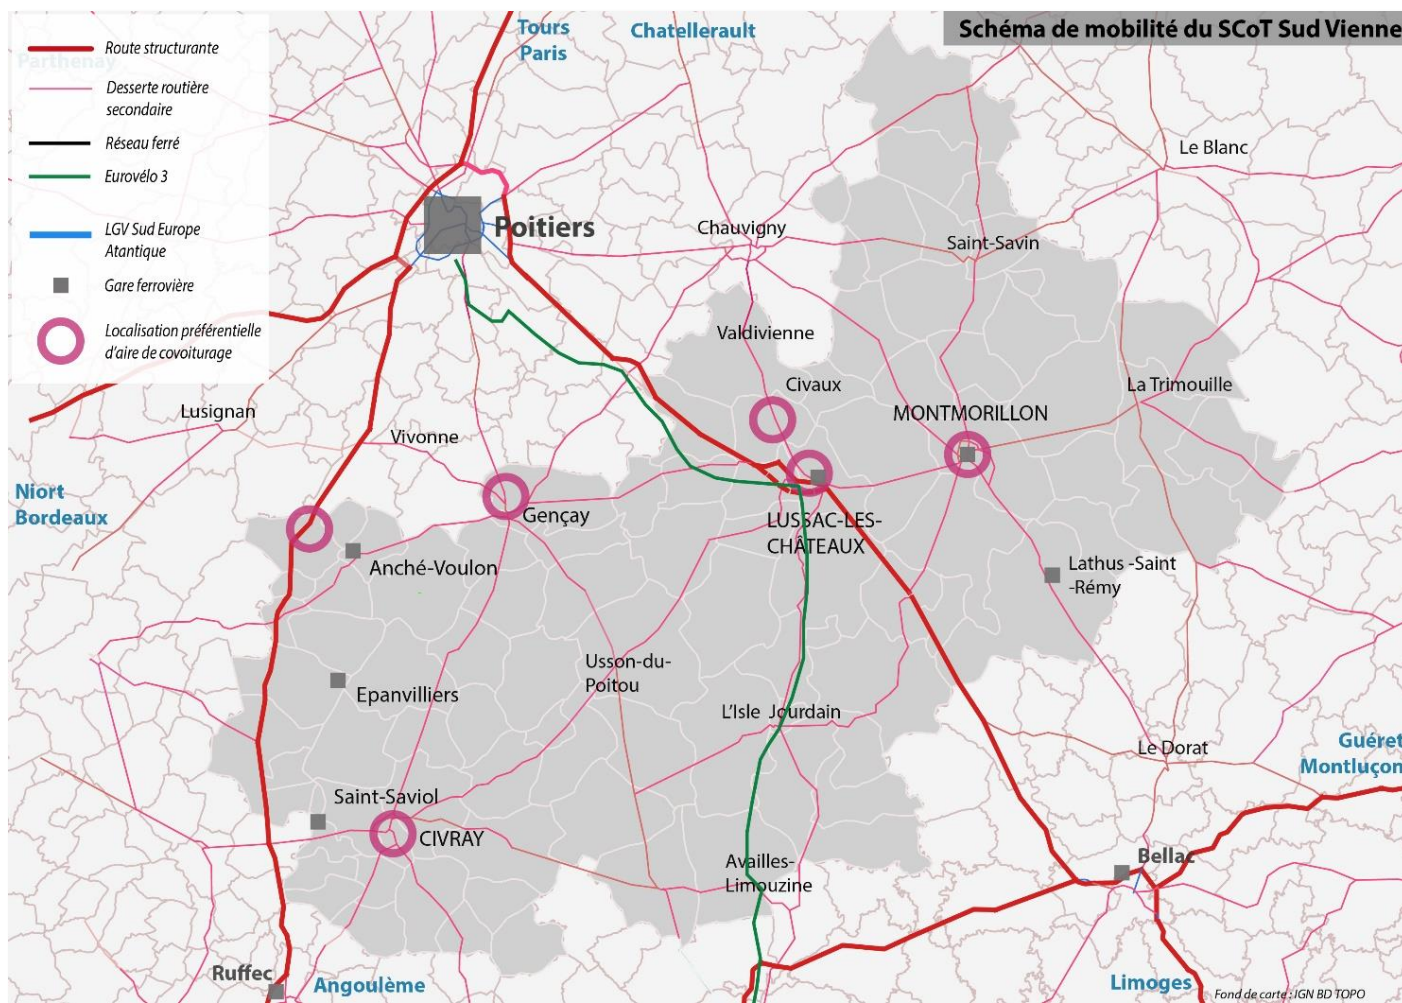 Schéma de mobilité du SCoT Sud Vienne
Route structurante
Parthenay
Desserte routière
secondaire
Réseau ferré
Eurovélo 3
LGV Sud Europe
Atantique
Gare ferrovière
Localisation préférentielle
d'aire de covoiturage
Tours
Paris
Chatellerault
Le Blanc
Poitiers
Chauvigny
Saint-Savin
Valdivienne
Civaux
La Trimouille
MONTMORILLON
Lusignan
Vivonne
Niort
Bordeaux
Gençay
LUSSAC-LES-
CHÂTEAUX
Anché-Voulon
Lathus -Saint
-Rémy
Usson-du-
Poitou
Epanvilliers
L'Isle Jourdain
Le Dorat
Guéret
Montluçon
Saint-Saviol
CIVRAY
Availles-
Limouzine
Bellac
Ruffec
Angoulème
Limoges
Fond de carte : IGN BD TOPO